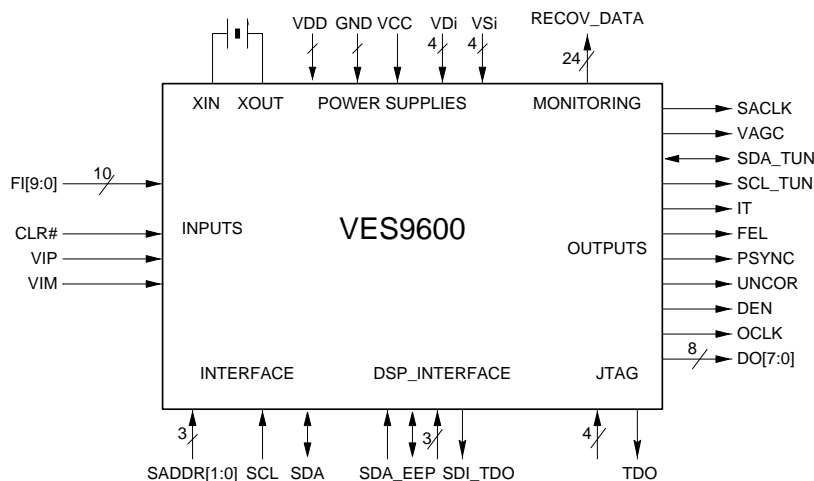 RECOV_DATA
VDD GND VCC VDi VSi
4 4 24
XIN XOUT POWER SUPPLIES MONITORING
SACLK
VAGC
SDA_TUN
FI[9:0] 10 SCL_TUN
IT
CLR# INPUTS VES9600 FEL
OUTPUTS
VIP PSYNC
VIM UNCOR
DEN
OCLK
8 DO[7:0]
INTERFACE DSP_INTERFACE JTAG
3 3 4
SADDR[1:0] SCL SDA SDA_EEP SDI_TDO TDO